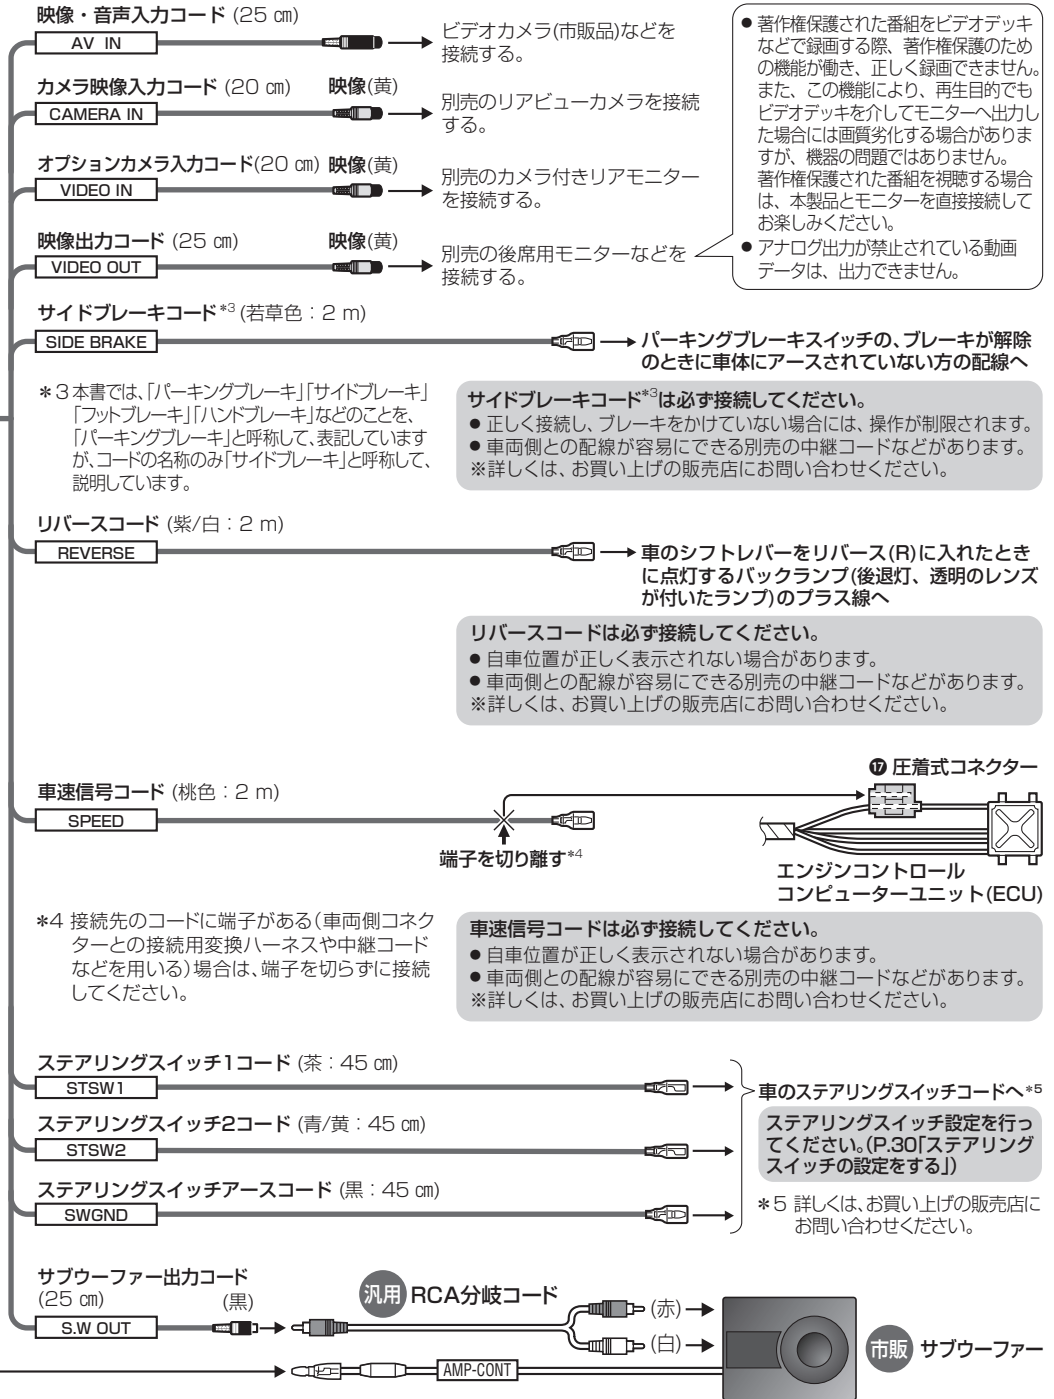 映像・音声入力コード (25 ㎝)
AV IN
ビデオカメラ(市販品)などを
接続する。
カメラ映像入力コード (20 ㎝)
映像(黄)
CAMERA IN
別売のリアビューカメラを接続
する。
オプションカメラ入力コード(20 ㎝)
映像(黄)
VIDEO IN
別売のカメラ付きリアモニター
を接続する。
映像出力コード (25 ㎝)
映像(黄)
VIDEO OUT
別売の後席用モニターなどを
接続する。
● 著作権保護された番組をビデオデッキ
などで録画する際、著作権保護のため
の機能が働き、正しく録画できません。
また、この機能により、再生目的でも
ビデオデッキを介してモニターへ出力し
た場合には画質劣化する場合がありま
すが、機器の問題ではありません。
著作権保護された番組を視聴する場合
は、本製品とモニターを直接接続して
お楽しみください。
● アナログ出力が禁止されている動画
データは、出力できません。
サイドブレーキコード*3 (若草色：2 m)
SIDE BRAKE
パーキングブレーキスイッチの、ブレーキが解除
のときに車体にアースされていない方の配線へ
*3 本書では、「パーキングブレーキ」「サイドブレーキ」
「フットブレーキ」「ハンドブレーキ」などのことを、
「パーキングブレーキ」と呼称して、表記しています
が、コードの名称のみ「サイドブレーキ」と呼称して、
説明しています。
サイドブレーキコード*3は必ず接続してください。
● 正しく接続し、ブレーキをかけていない場合には、操作が制限されます。
● 車両側との配線が容易にできる別売の中継コードなどがあります。
※詳しくは、お買い上げの販売店にお問い合わせください。
リバースコード (紫/白：2 m)
REVERSE
車のシフトレバーをリバース(R)に入れたとき
に点灯するバックランプ(後退灯、透明のレンズ
が付いたランプ)のプラス線へ
リバースコードは必ず接続してください。
● 自車位置が正しく表示されない場合があります。
● 車両側との配線が容易にできる別売の中継コードなどがあります。
※詳しくは、お買い上げの販売店にお問い合わせください。
⓱ 圧着式コネクター
車速信号コード (桃色：2 m)
SPEED
端子を切り離す*4
エンジンコントロール
コンピューターユニット(ECU)
*4 接続先のコードに端子がある(車両側コネク
ターとの接続用変換ハーネスや中継コード
などを用いる)場合は、端子を切らずに接続
してください。
車速信号コードは必ず接続してください。
● 自車位置が正しく表示されない場合があります。
● 車両側との配線が容易にできる別売の中継コードなどがあります。
※詳しくは、お買い上げの販売店にお問い合わせください。
ステアリングスイッチ1コード (茶：45 ㎝)
STSW1
ステアリングスイッチ2コード (青/黄：45 ㎝)
STSW2
ステアリングスイッチアースコード (黒：45 ㎝)
SWGND
車のステアリングスイッチコードへ*5
ステアリングスイッチ設定を行っ
てください。(P.30「ステアリング
スイッチの設定をする」)
*5 詳しくは、お買い上げの販売店に
お問い合わせください。
サブウーファー出力コード
(25 ㎝)
(黒)
S.W OUT
汎用 RCA分岐コード
(赤)
(白)
AMP-CONT
市販 サブウーファー